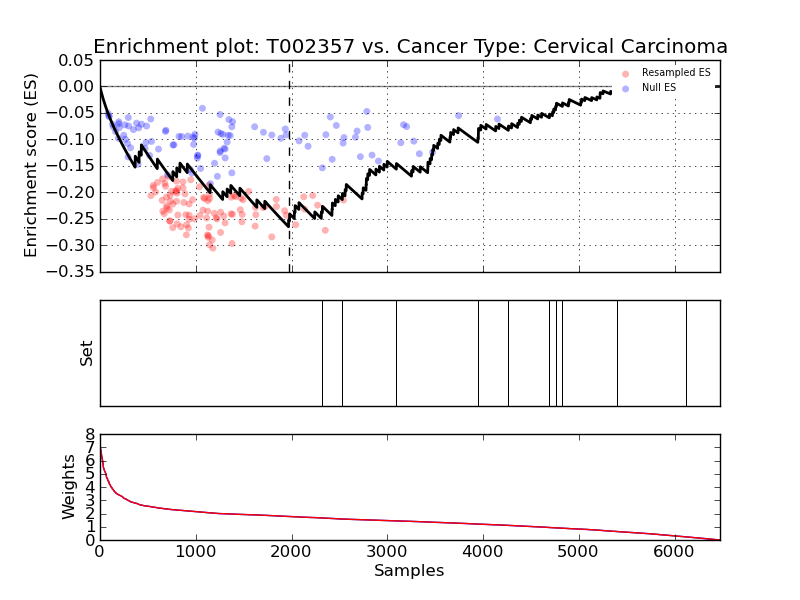 Enrichment plot: T002357 vs. Cancer Type: Cervical Carcinoma
Enrichment score (ES)
0.05
0.00
−0.05
−0.10
−0.15
−0.20
−0.25
−0.30
−0.35
Resampled ES
Null ES
Set
Weights
8
7
6
5
4
3
2
1
0
0 1000 2000 3000 4000 5000 6000
Samples